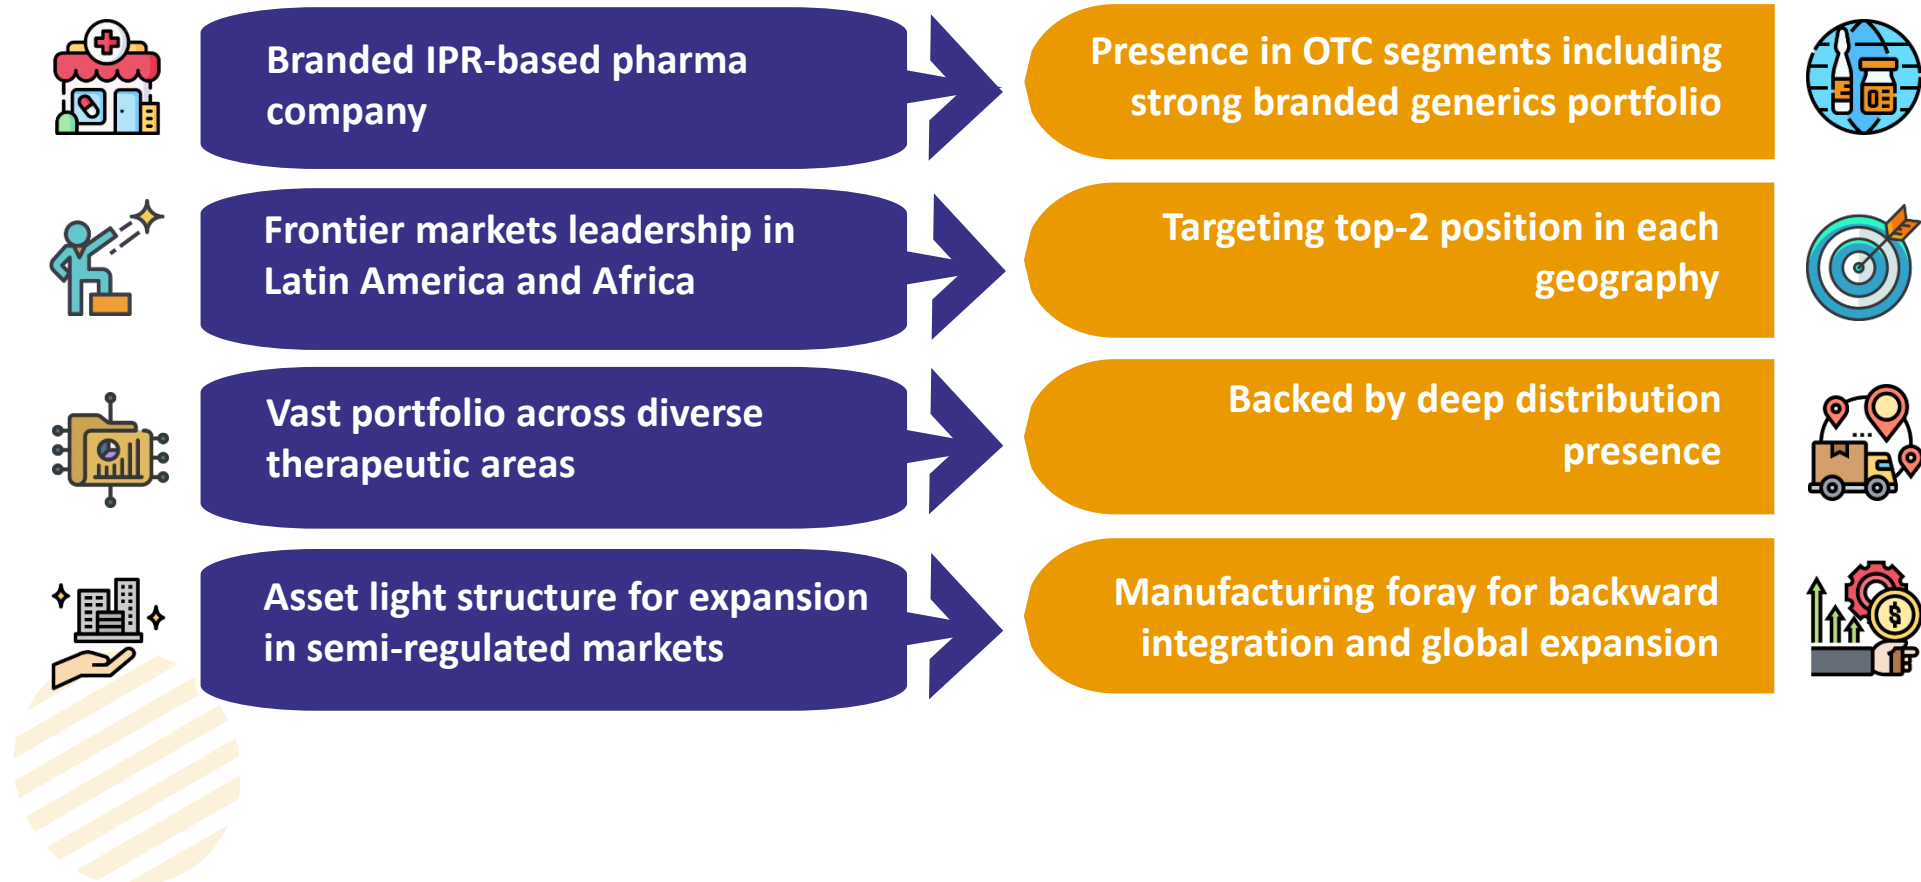 Branded IPR-based pharma
company
Presence in OTC segments including
strong branded generics portfolio
Frontier markets leadership in
Latin America and Africa
Targeting top-2 position in each
geography
Vast portfolio across diverse
therapeutic areas
Backed by deep distribution
presence
Asset light structure for expansion
in semi-regulated markets
Manufacturing foray for backward
integration and global expansion